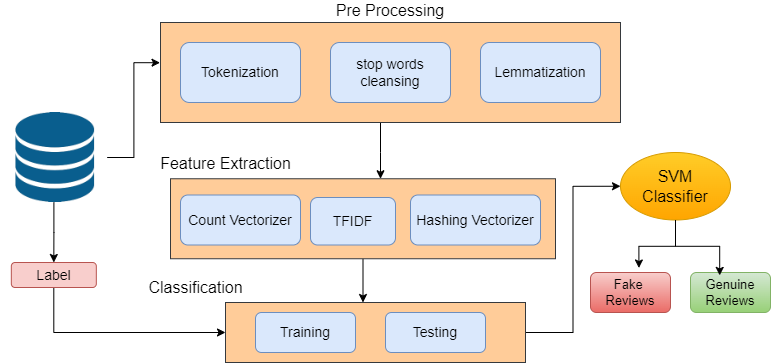 Pre Processing
Tokenization
stop words
cleansing
Lemmatization
Feature Extraction
Count Vectorizer
TFIDF
Hashing Vectorizer
SVM
Classifier
Label
Fake
Reviews
Genuine
Reviews
Classification
Training
Testing